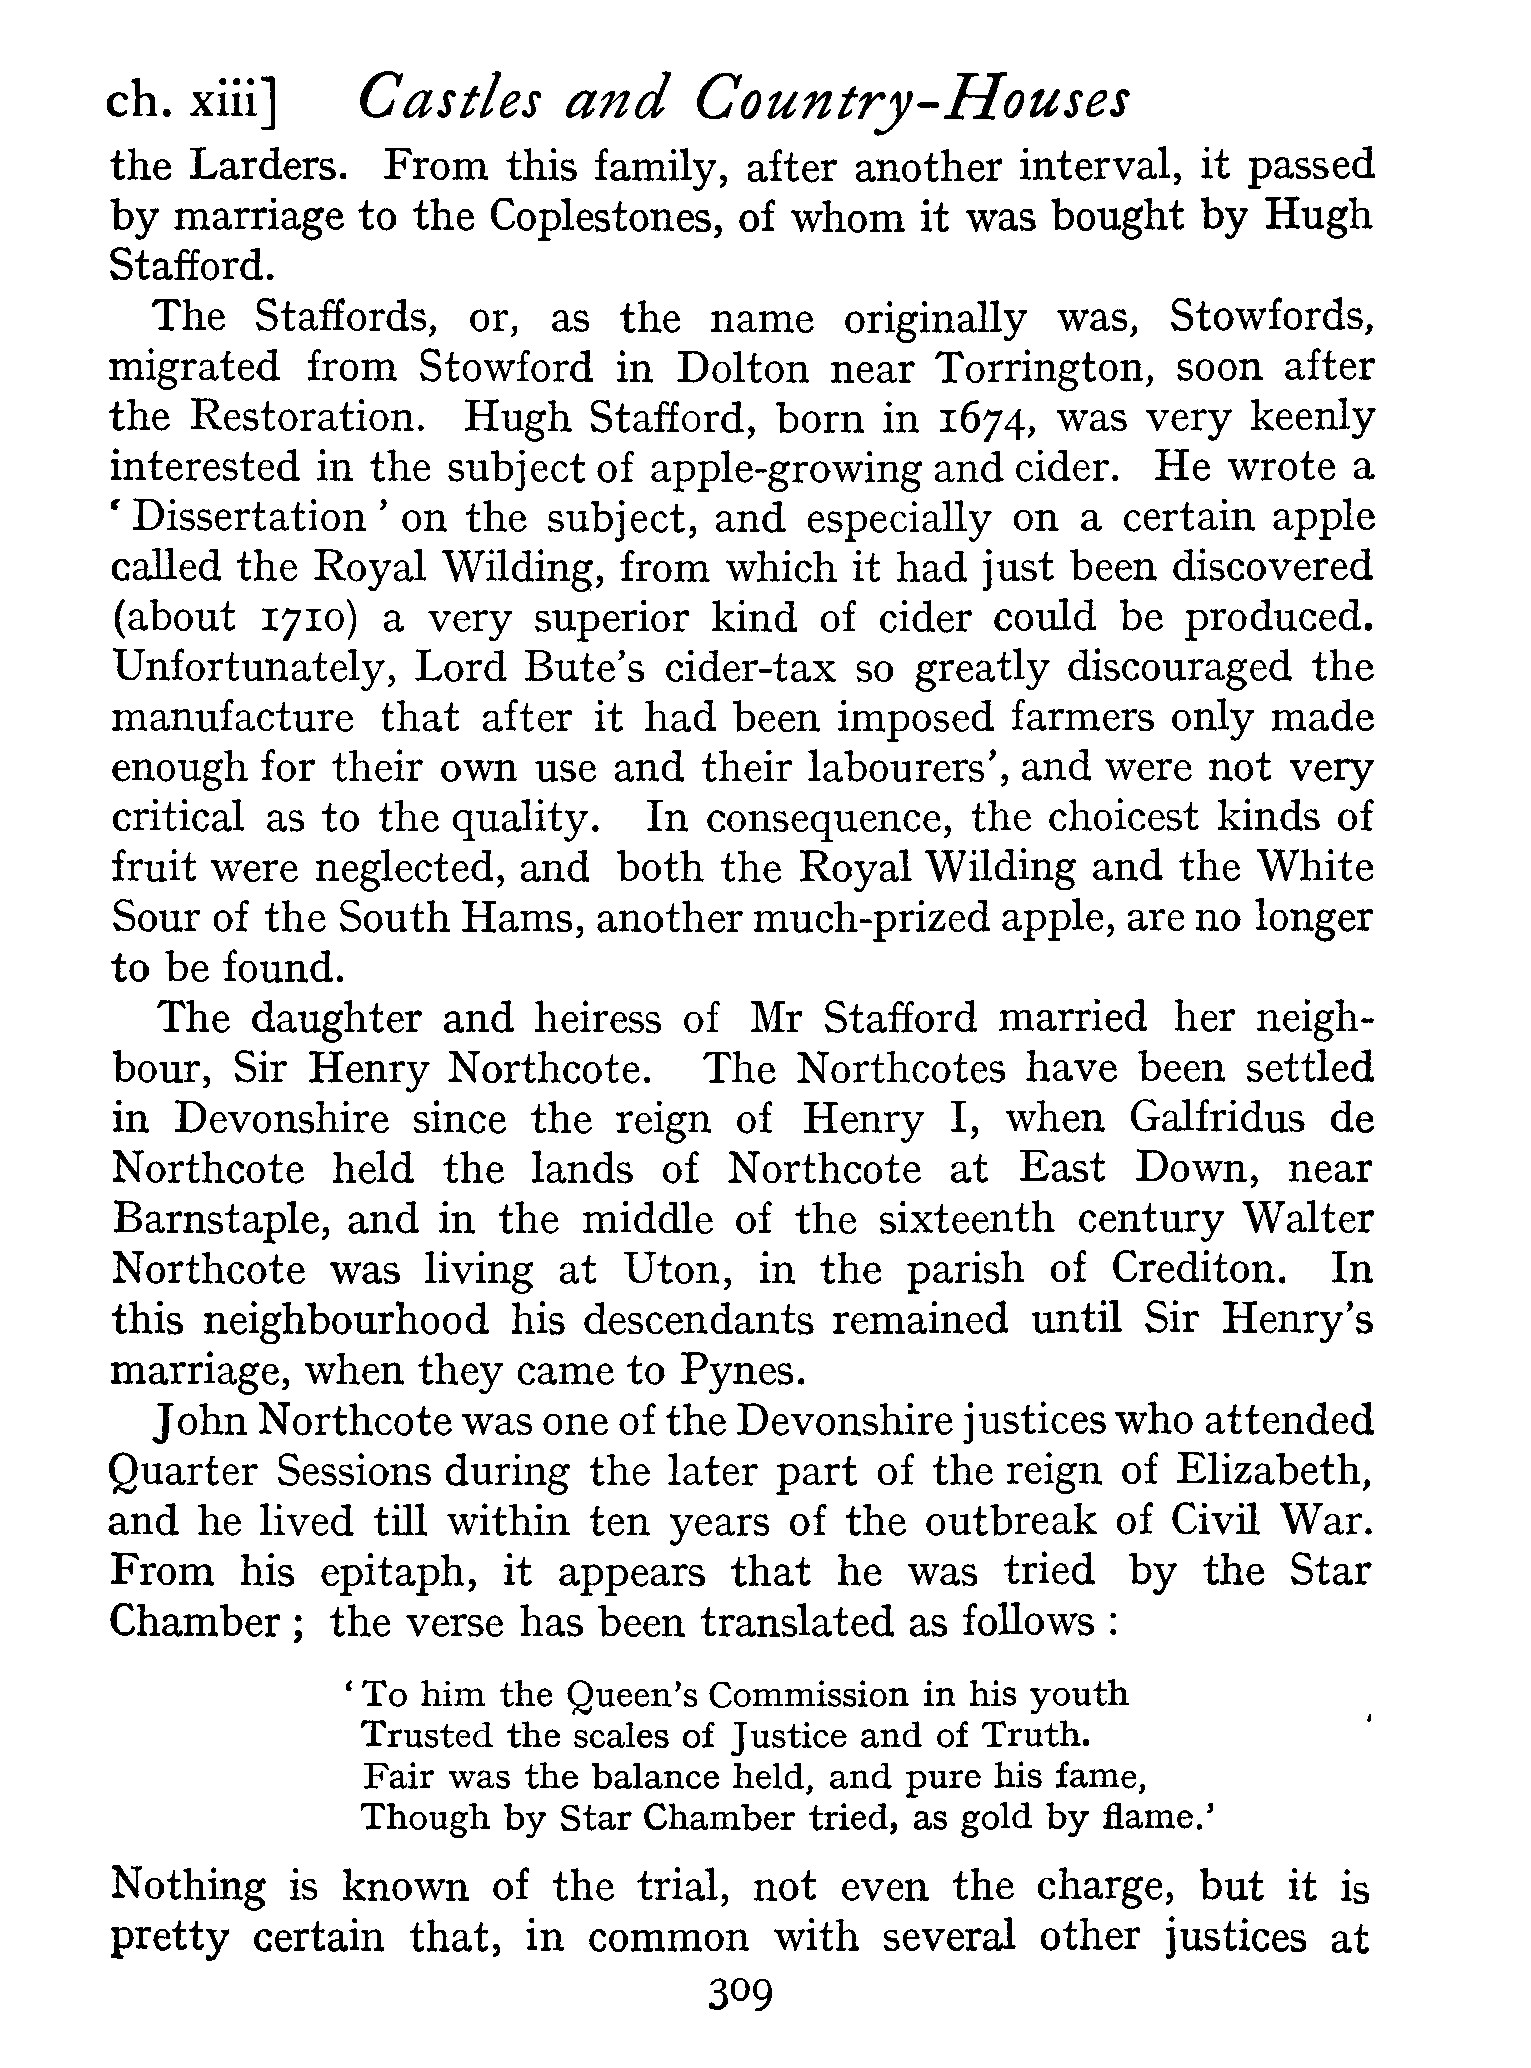 ch. xiii] Castles and Country-Houses
the Larders. From this family, after another interval, it passed
by marriage to the Coplestones, of whom it was bought by Hugh
Stafford.
The Staffords, or, as the name originally was, Stowfords,
migrated from Stowford in Dolton near Torrington, soon after
the Restoration. Hugh Stafford, born in 1674, was very keenly
interested in the subject of apple-growing and cider. He wrote a
‘ Dissertation ’ on the subject, and especially on a certain apple
called the Royal Wilding, from which it had just been discovered
(about 1710) a very superior kind of cider could be produced.
Unfortunately, Lord Bute’s cider-tax so greatly discouraged the
manufacture that after it had been imposed farmers only made
enough for their own use and their labourers’, and were not very
critical as to the quality. In consequence, the choicest kinds of
fruit were neglected, and both the Royal Wilding and the White
Sour of the South Hams, another much-prized apple, are no longer
to be found.
The daughter and heiress of Mr Stafford married her neigh-
bour, Sir Henry Northcote. The Northcotes have been settled
in Devonshire since the reign of Henry I, when Galfridus de
Northcote held the lands of Northcote at East Down, near
Barnstaple, and in the middle of the sixteenth century Walter
Northcote was living at Uton, in the parish of Crediton. In
this neighbourhood his descendants remained until Sir Henry’s
marriage, when they came to Pynes.
John Northcote was one of the Devonshire justices who attended
Quarter Sessions during the later part of the reign of Elizabeth,
and he lived till within ten years of the outbreak of Civil War.
From his epitaph, it appears that he was tried by the Star
Chamber ; the verse has been translated as follows :
‘ To him the Queen’s Commission in his youth
Trusted the scales of Justice and of Truth.
Fair was the balance held, and pure his fame,
Though by Star Chamber tried, as gold by flame.’
Nothing is known of the trial, not even the charge, but it is
pretty certain that, in common with several other justices at
309